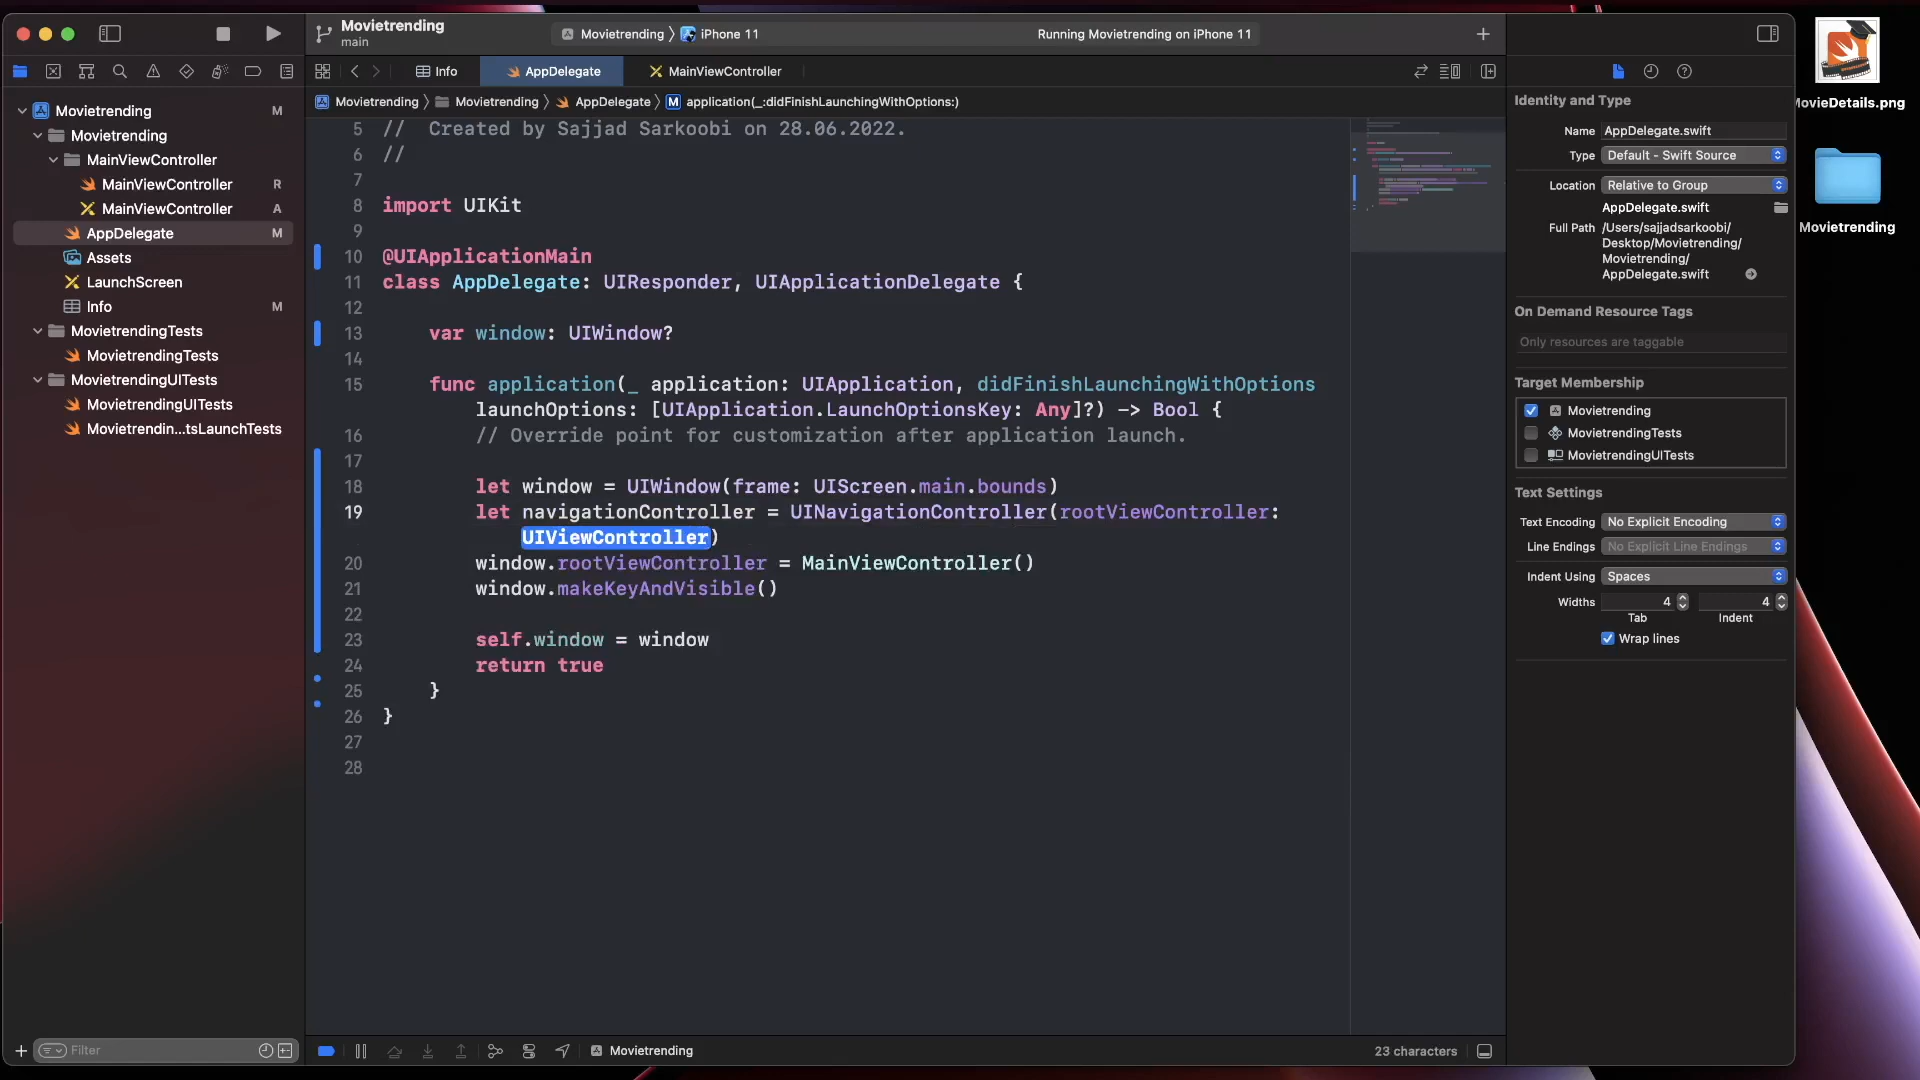 Movietrending
main
Movietrending
iPhone 11
Running Movietrending on iPhone 11
Info
AppDelegate
MainViewController
Movietrending
Movietrending
AppDelegate
M
application(_:didFinishLaunchingWithOptions:)
Movietrending M
Movietrending
MainViewController
MainViewController R
MainViewController A
AppDelegate M
Assets
LaunchScreen
Info M
MovietrendingTests
MovietrendingTests
MovietrendingUITests
MovietrendingUITests
Movietrendin...tsLaunchTests
Filter
5 //  Created by Sajjad Sarkoobi on 28.06.2022.
6 //
7
8 import UIKit
9
10 @UIApplicationMain
11 class AppDelegate: UIResponder, UIApplicationDelegate {
12
13 var window: UIWindow?
14
15 func application(_ application: UIApplication, didFinishLaunchingWithOptions
launchOptions: [UIApplication.LaunchOptionsKey: Any]?) -> Bool {
16 // Override point for customization after application launch.
17
18 let window = UIWindow(frame: UIScreen.main.bounds)
19 let navigationController = UINavigationController(rootViewController:
UIViewController)
20 window.rootViewController = MainViewController()
21 window.makeKeyAndVisible()
22
23 self.window = window
24 return true
25 }
26 }
27
28
Movietrending
23 characters
Identity and Type
Name AppDelegate.swift
Type Default - Swift Source
Location Relative to Group
AppDelegate.swift
Full Path /Users/sajjadsarkoobi/
Desktop/Movietrending/
Movietrending/
AppDelegate.swift
On Demand Resource Tags
Only resources are taggable
Target Membership
Movietrending
MovietrendingTests
MovietrendingUITests
Text Settings
Text Encoding No Explicit Encoding
Line Endings No Explicit Line Endings
Indent Using Spaces
Widths 4 4
Tab Indent
Wrap lines
MovieDetails.png
Movietrending